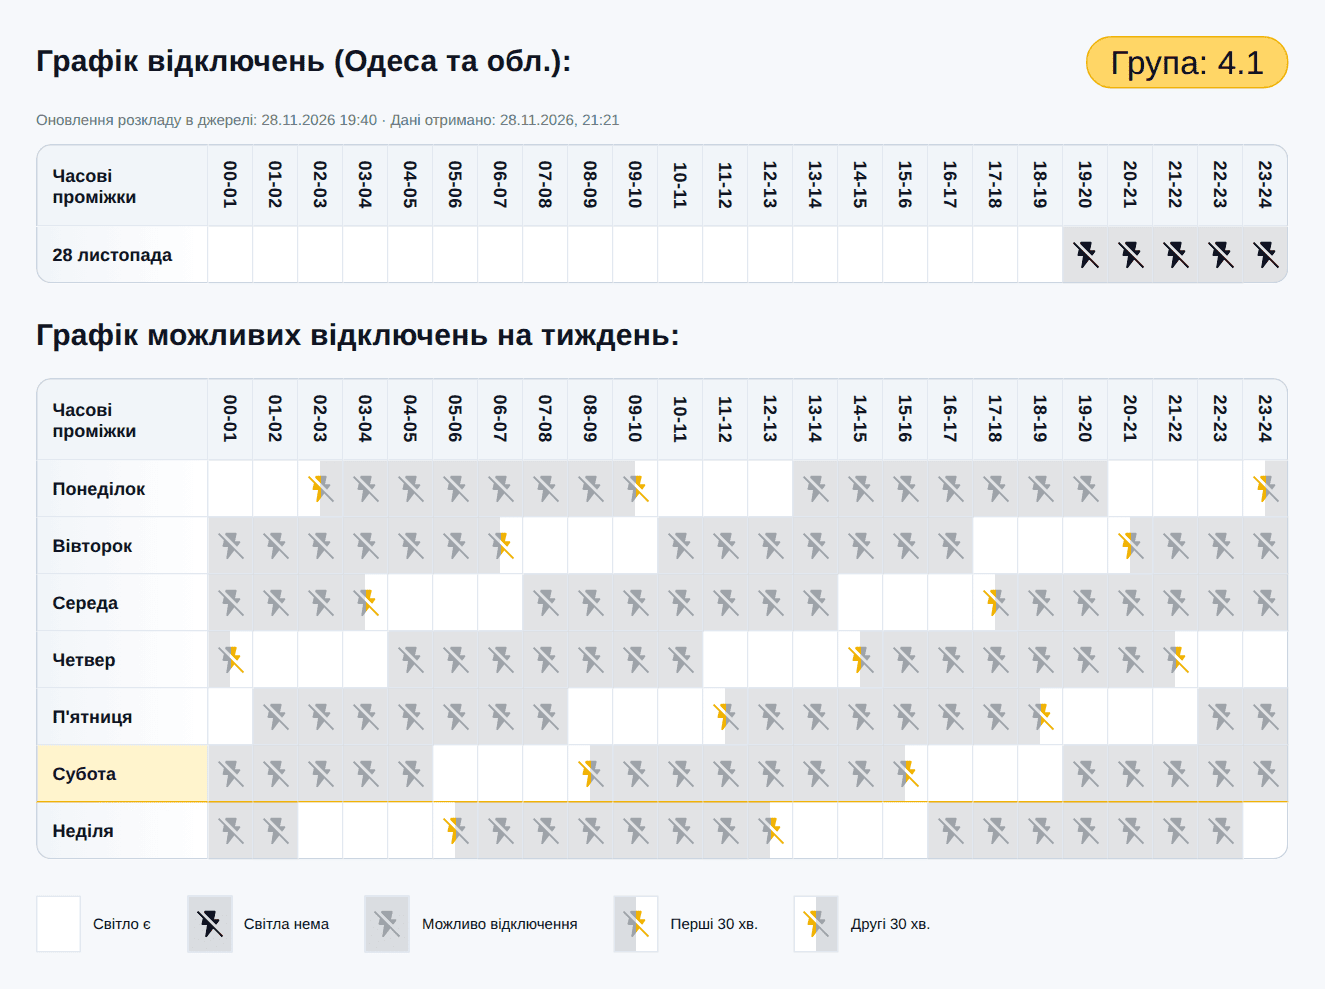 Графік відключень (Одеса та обл.):
Група: 4.1
Оновлення розкладу в джерелі: 28.11.2026 19:40 · Дані отримано: 28.11.2026, 21:21
Часові проміжки 00-01 01-02 02-03 03-04 04-05 05-06 06-07 07-08 08-09 09-10 10-11 11-12 12-13 13-14 14-15 15-16 16-17 17-18 18-19 19-20 20-21 21-22 22-23 23-24
28 листопада
Графік можливих відключень на тиждень:
Часові проміжки 00-01 01-02 02-03 03-04 04-05 05-06 06-07 07-08 08-09 09-10 10-11 11-12 12-13 13-14 14-15 15-16 16-17 17-18 18-19 19-20 20-21 21-22 22-23 23-24
Понеділок
Вівторок
Середа
Четвер
П'ятниця
Субота
Неділя
Світло є Світла нема Можливо відключення Перші 30 хв. Другі 30 хв.